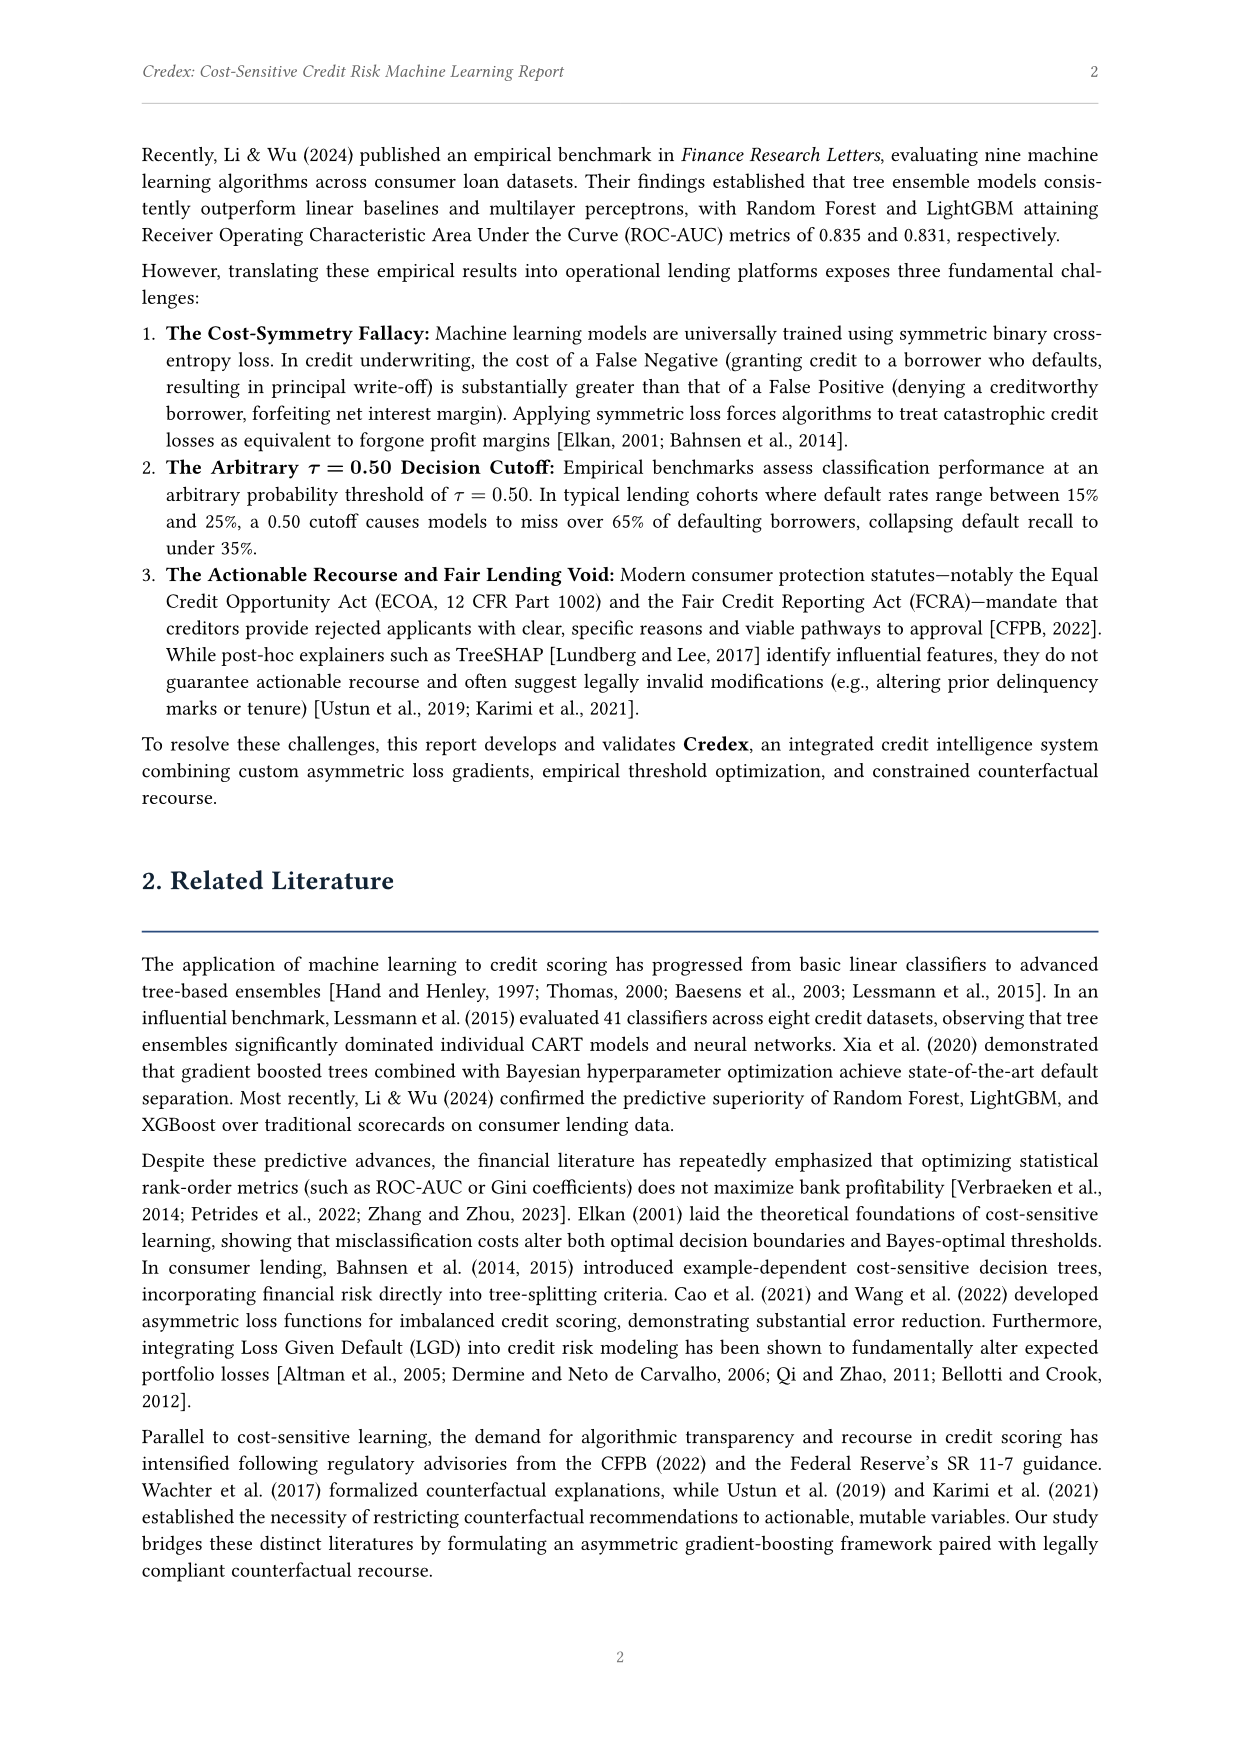 Credex: Cost-Sensitive Credit Risk Machine Learning Report 2
Recently, Li & Wu (2024) published an empirical benchmark in Finance Research Letters, evaluating nine machine
learning algorithms across consumer loan datasets. Their findings established that tree ensemble models consis-
tently outperform linear baselines and multilayer perceptrons, with Random Forest and LightGBM attaining
Receiver Operating Characteristic Area Under the Curve (ROC-AUC) metrics of 0.835 and 0.831, respectively.
However, translating these empirical results into operational lending platforms exposes three fundamental chal-
lenges:
1. The Cost-Symmetry Fallacy: Machine learning models are universally trained using symmetric binary cross-
entropy loss. In credit underwriting, the cost of a False Negative (granting credit to a borrower who defaults,
resulting in principal write-off) is substantially greater than that of a False Positive (denying a creditworthy
borrower, forfeiting net interest margin). Applying symmetric loss forces algorithms to treat catastrophic credit
losses as equivalent to forgone profit margins [Elkan, 2001; Bahnsen et al., 2014].
2. The Arbitrary τ = 0.50 Decision Cutoff: Empirical benchmarks assess classification performance at an
arbitrary probability threshold of τ = 0.50. In typical lending cohorts where default rates range between 15%
and 25%, a 0.50 cutoff causes models to miss over 65% of defaulting borrowers, collapsing default recall to
under 35%.
3. The Actionable Recourse and Fair Lending Void: Modern consumer protection statutes—notably the Equal
Credit Opportunity Act (ECOA, 12 CFR Part 1002) and the Fair Credit Reporting Act (FCRA)—mandate that
creditors provide rejected applicants with clear, specific reasons and viable pathways to approval [CFPB, 2022].
While post-hoc explainers such as TreeSHAP [Lundberg and Lee, 2017] identify influential features, they do not
guarantee actionable recourse and often suggest legally invalid modifications (e.g., altering prior delinquency
marks or tenure) [Ustun et al., 2019; Karimi et al., 2021].
To resolve these challenges, this report develops and validates Credex, an integrated credit intelligence system
combining custom asymmetric loss gradients, empirical threshold optimization, and constrained counterfactual
recourse.
2. Related Literature
The application of machine learning to credit scoring has progressed from basic linear classifiers to advanced
tree-based ensembles [Hand and Henley, 1997; Thomas, 2000; Baesens et al., 2003; Lessmann et al., 2015]. In an
influential benchmark, Lessmann et al. (2015) evaluated 41 classifiers across eight credit datasets, observing that tree
ensembles significantly dominated individual CART models and neural networks. Xia et al. (2020) demonstrated
that gradient boosted trees combined with Bayesian hyperparameter optimization achieve state-of-the-art default
separation. Most recently, Li & Wu (2024) confirmed the predictive superiority of Random Forest, LightGBM, and
XGBoost over traditional scorecards on consumer lending data.
Despite these predictive advances, the financial literature has repeatedly emphasized that optimizing statistical
rank-order metrics (such as ROC-AUC or Gini coefficients) does not maximize bank profitability [Verbraeken et al.,
2014; Petrides et al., 2022; Zhang and Zhou, 2023]. Elkan (2001) laid the theoretical foundations of cost-sensitive
learning, showing that misclassification costs alter both optimal decision boundaries and Bayes-optimal thresholds.
In consumer lending, Bahnsen et al. (2014, 2015) introduced example-dependent cost-sensitive decision trees,
incorporating financial risk directly into tree-splitting criteria. Cao et al. (2021) and Wang et al. (2022) developed
asymmetric loss functions for imbalanced credit scoring, demonstrating substantial error reduction. Furthermore,
integrating Loss Given Default (LGD) into credit risk modeling has been shown to fundamentally alter expected
portfolio losses [Altman et al., 2005; Dermine and Neto de Carvalho, 2006; Qi and Zhao, 2011; Bellotti and Crook,
2012].
Parallel to cost-sensitive learning, the demand for algorithmic transparency and recourse in credit scoring has
intensified following regulatory advisories from the CFPB (2022) and the Federal Reserve's SR 11-7 guidance.
Wachter et al. (2017) formalized counterfactual explanations, while Ustun et al. (2019) and Karimi et al. (2021)
established the necessity of restricting counterfactual recommendations to actionable, mutable variables. Our study
bridges these distinct literatures by formulating an asymmetric gradient-boosting framework paired with legally
compliant counterfactual recourse.
2